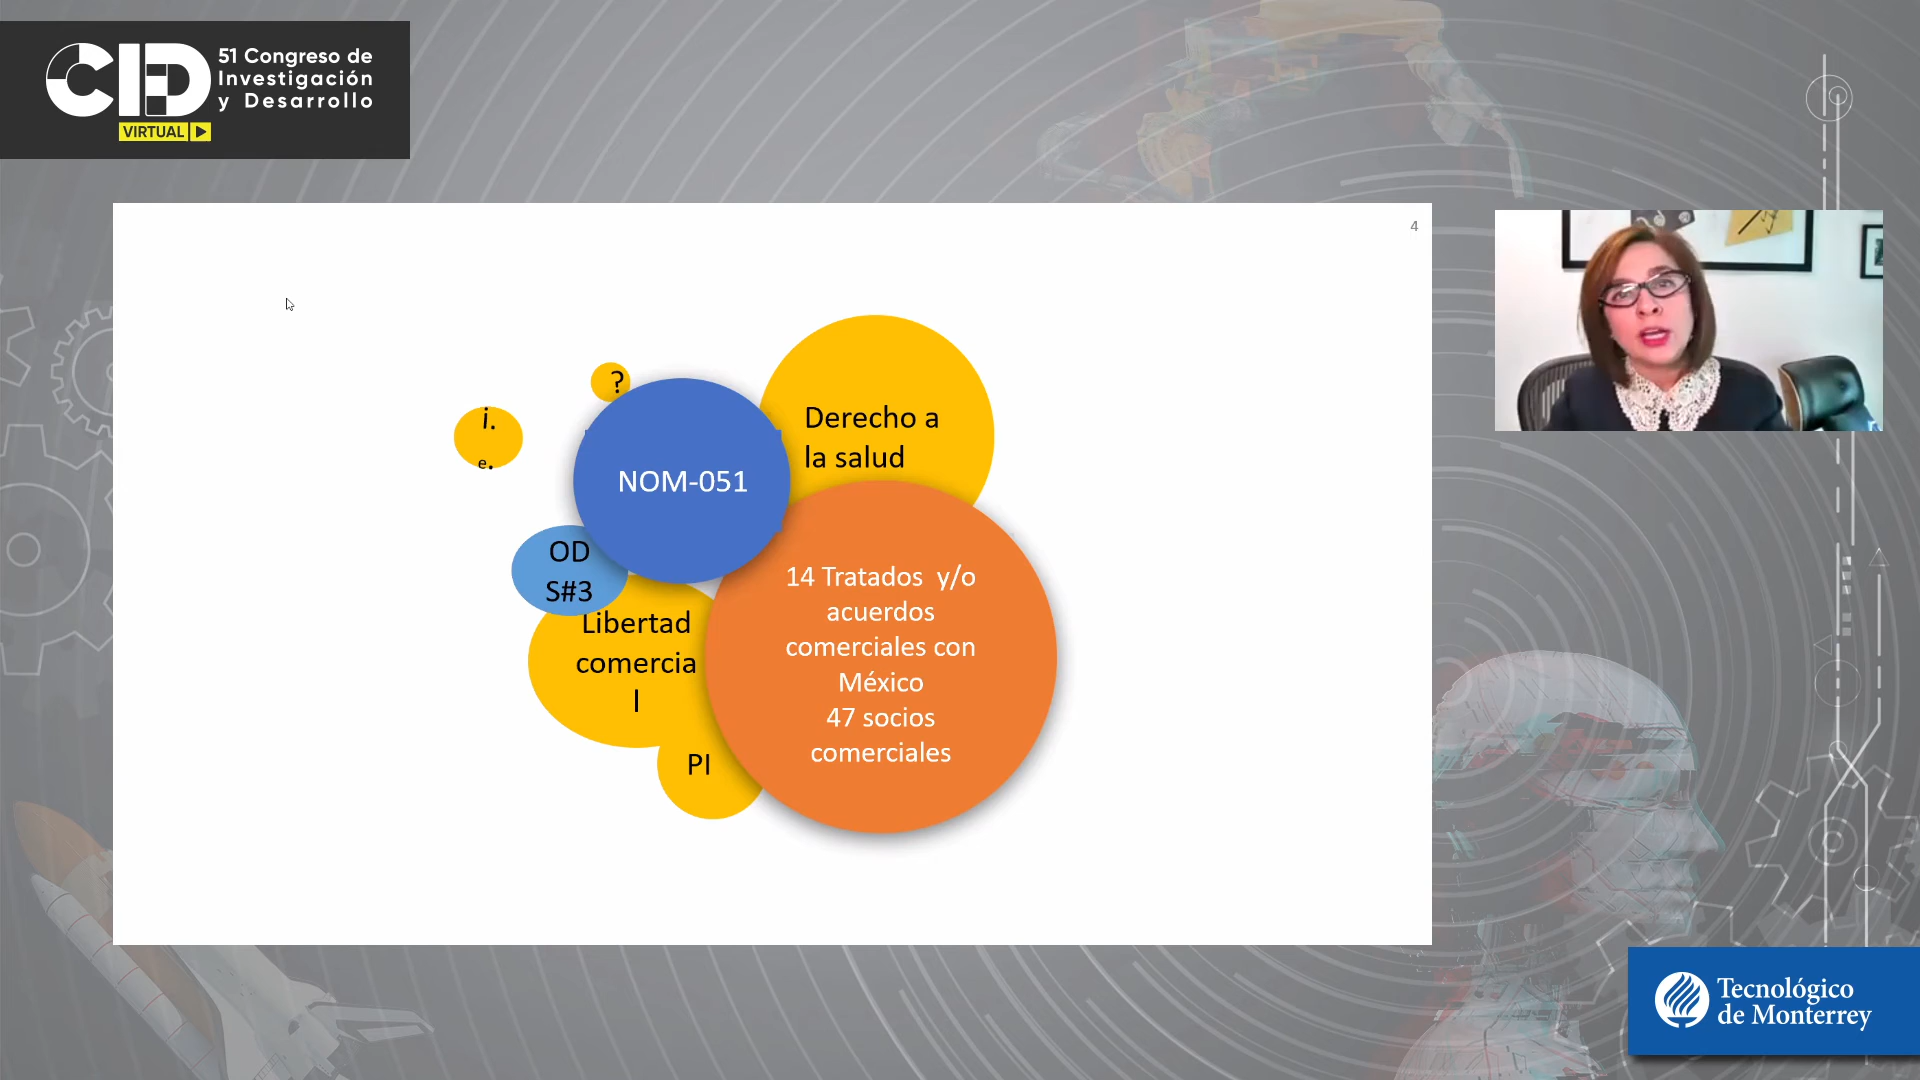 CID
51 Congreso de
Investigación
y Desarrollo
VIRTUAL
4
?
i.
e.
Derecho a
la salud
NOM-051
OD
S#3
Libertad
comercia
l
PI
14 Tratados y/o
acuerdos
comerciales con
México
47 socios
comerciales
Tecnológico
de Monterrey